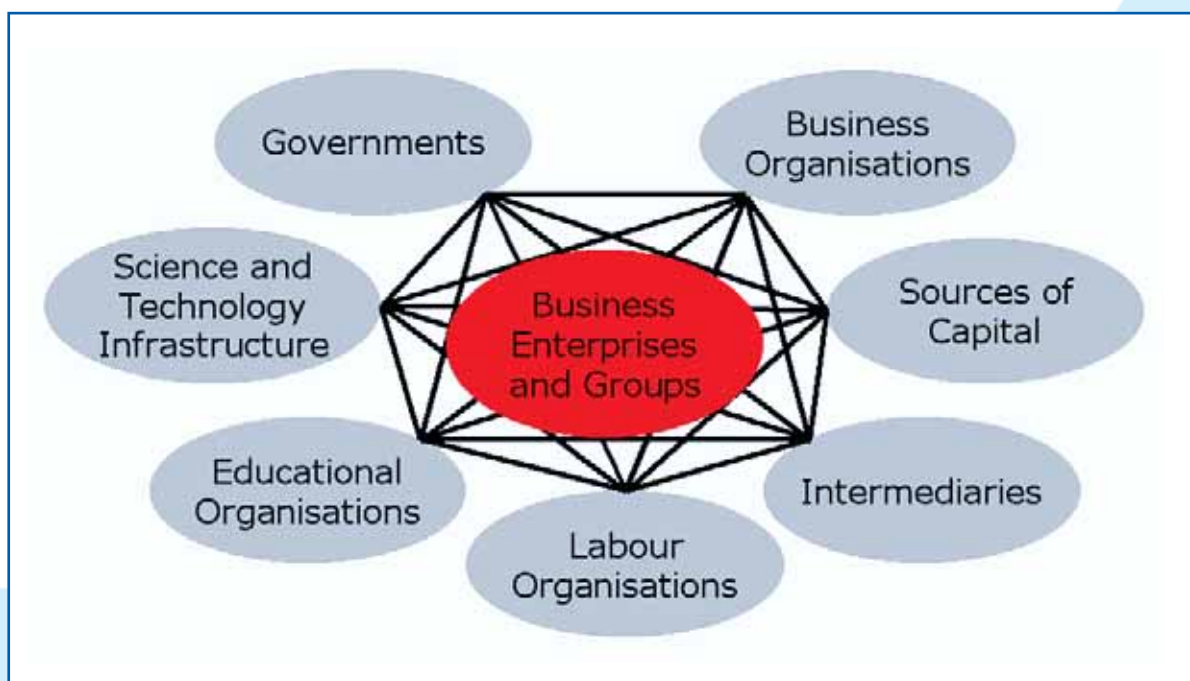 Governments
Business
Organisations
Science and
Technology
Infrastructure
Business
Enterprises
and Groups
Sources of
Capital
Educational
Organisations
Labour
Organisations
Intermediaries